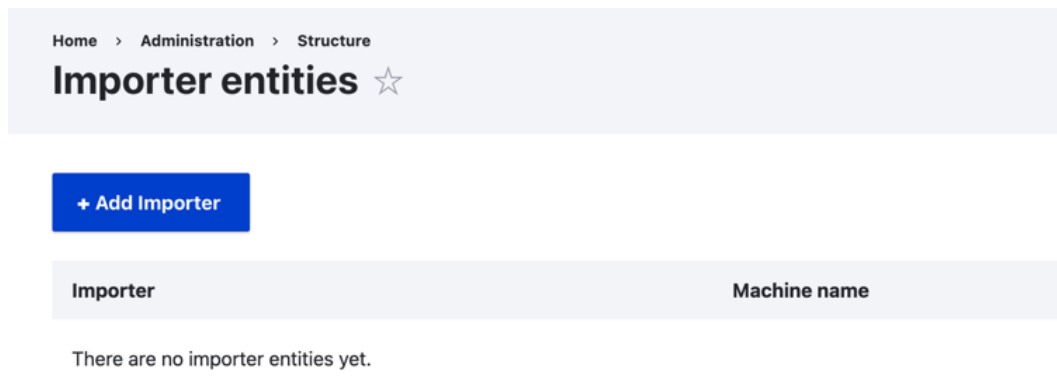 Home > Administration > Structure
Importer entities ☆
+ Add Importer
Importer Machine name
There are no importer entities yet.